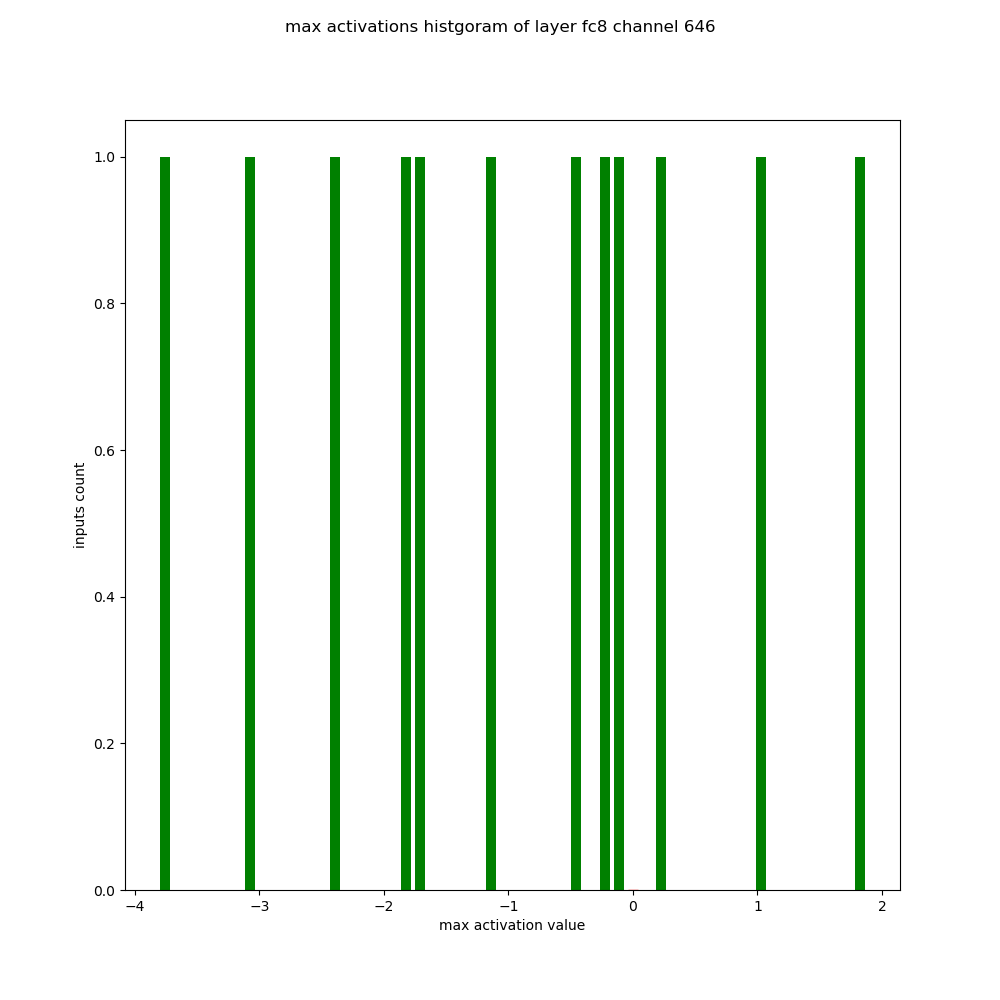 max activations histgoram of layer fc8 channel 646
1.0
0.8
0.6
0.4
0.2
0.0
inputs count
−4 −3 −2 −1 0 1 2
max activation value